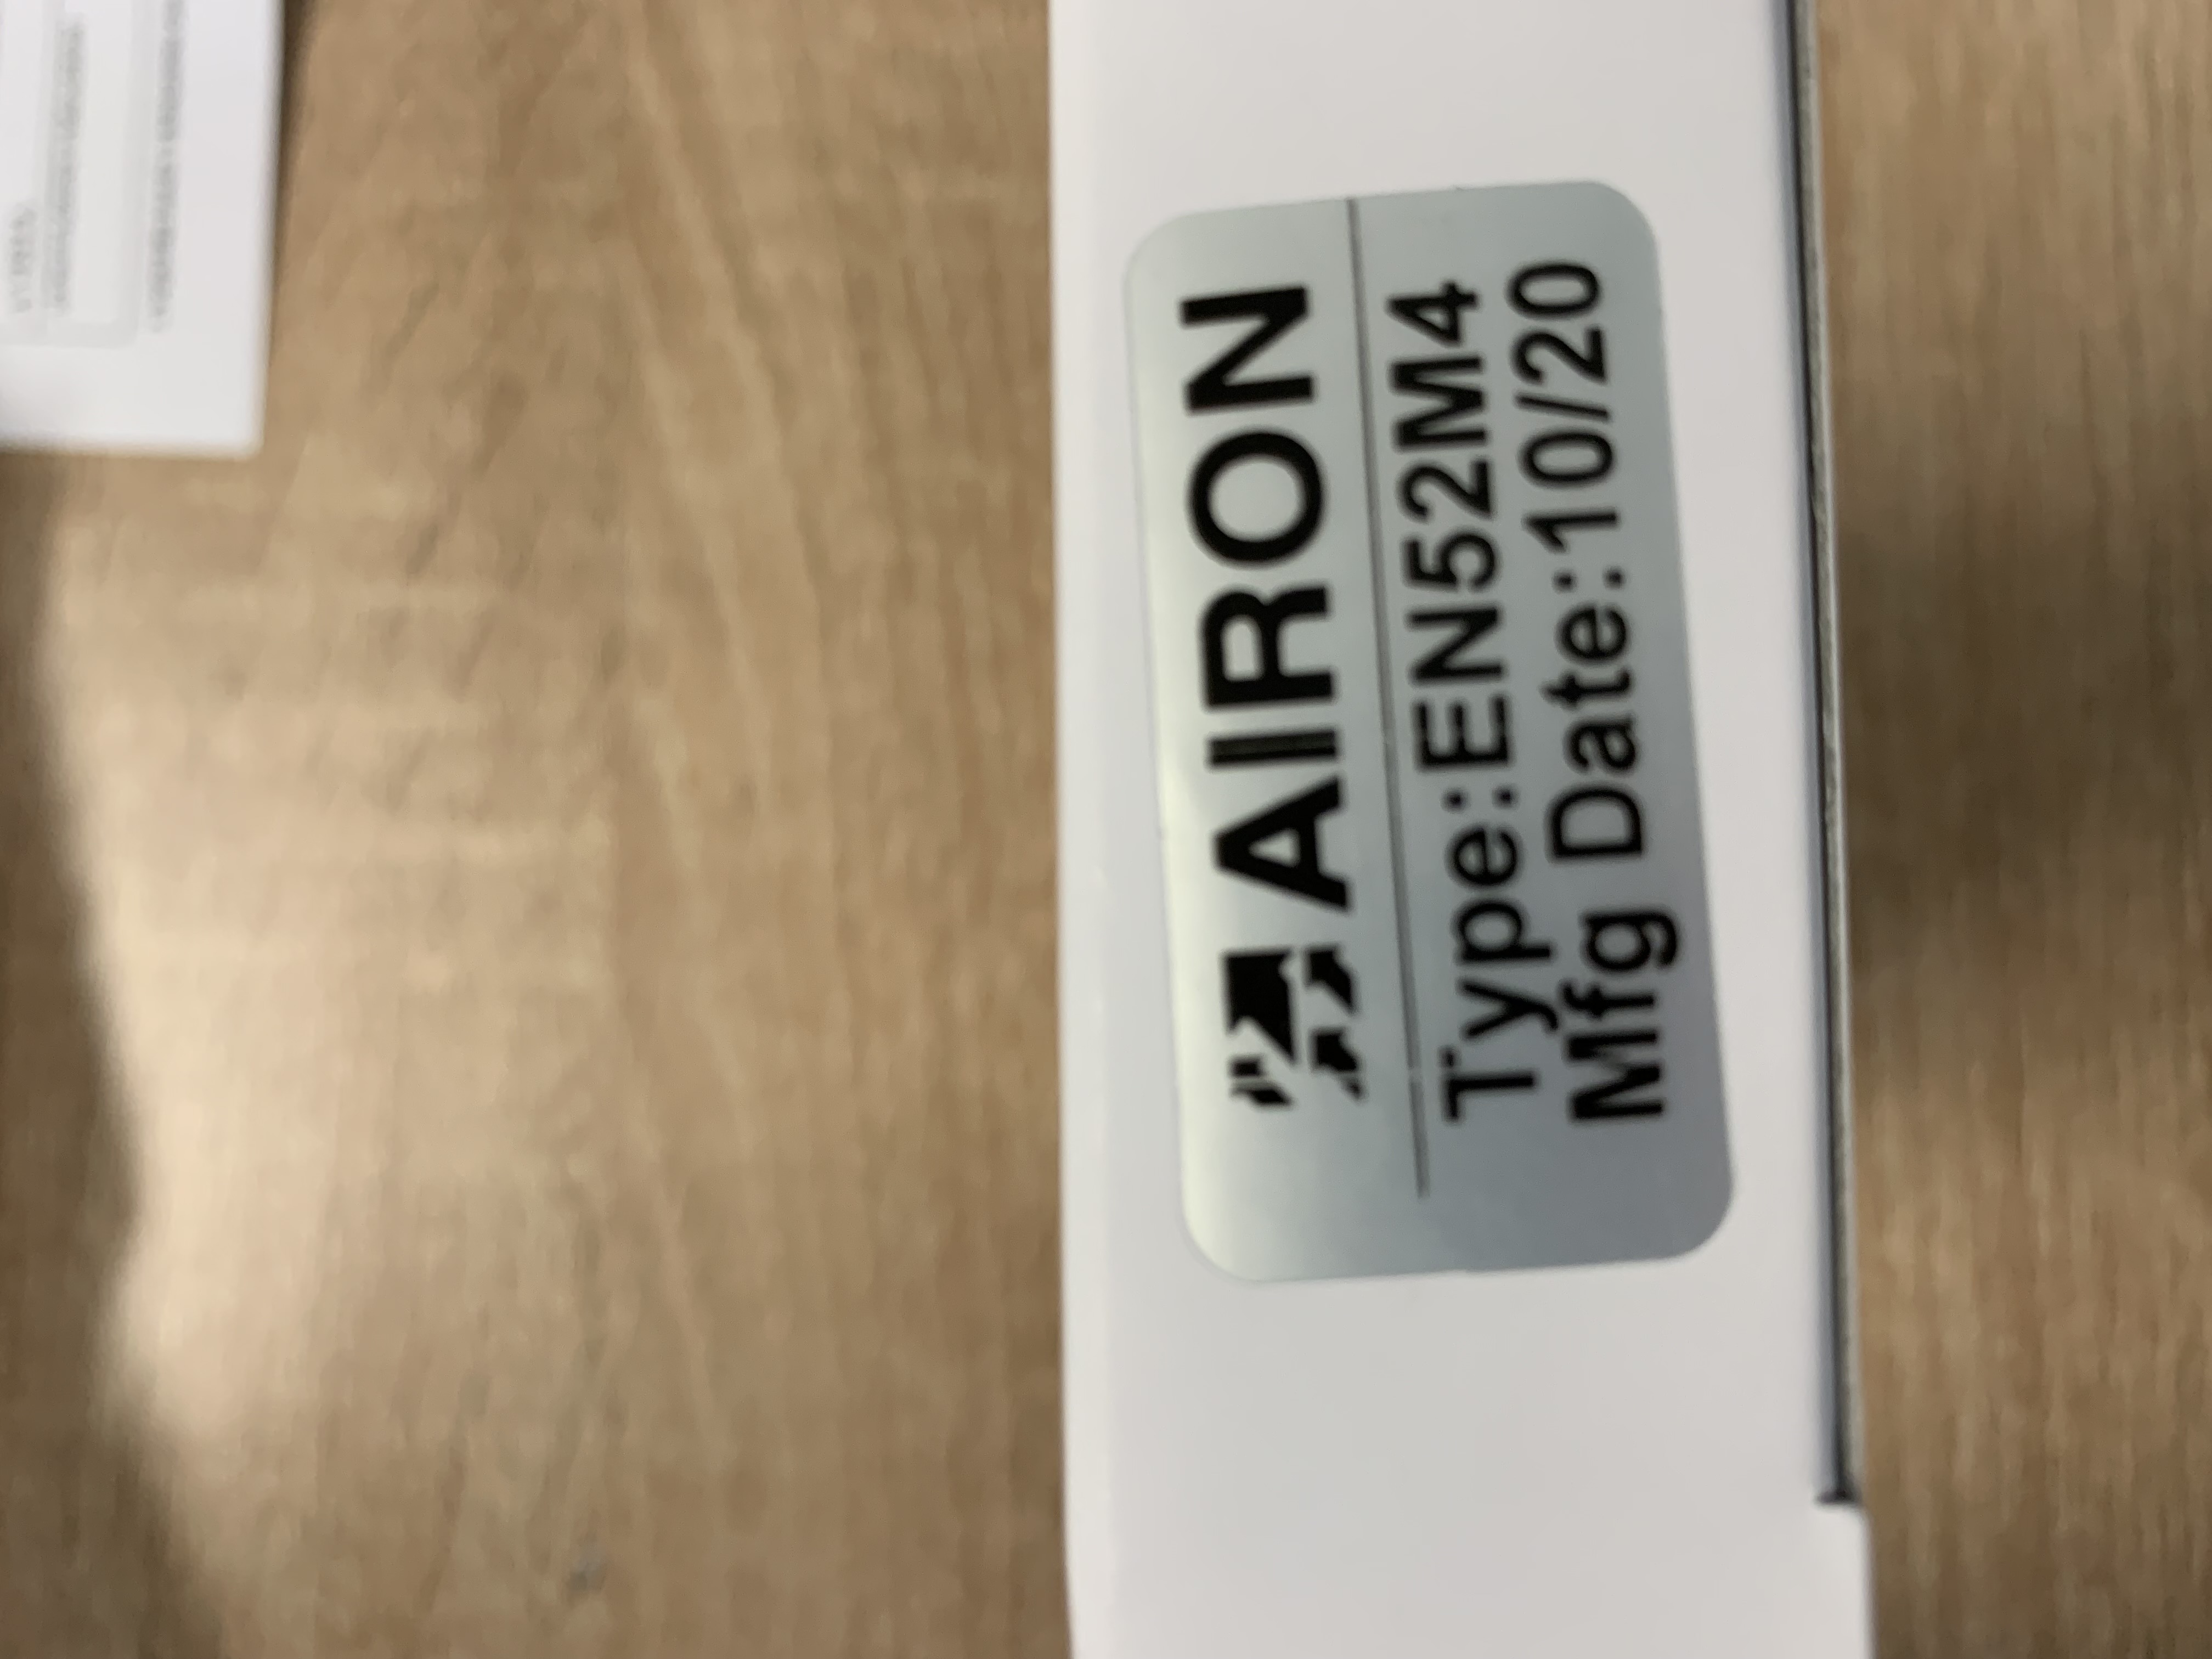 AIRON
Type:EN52M4
Mfg Date:10/20